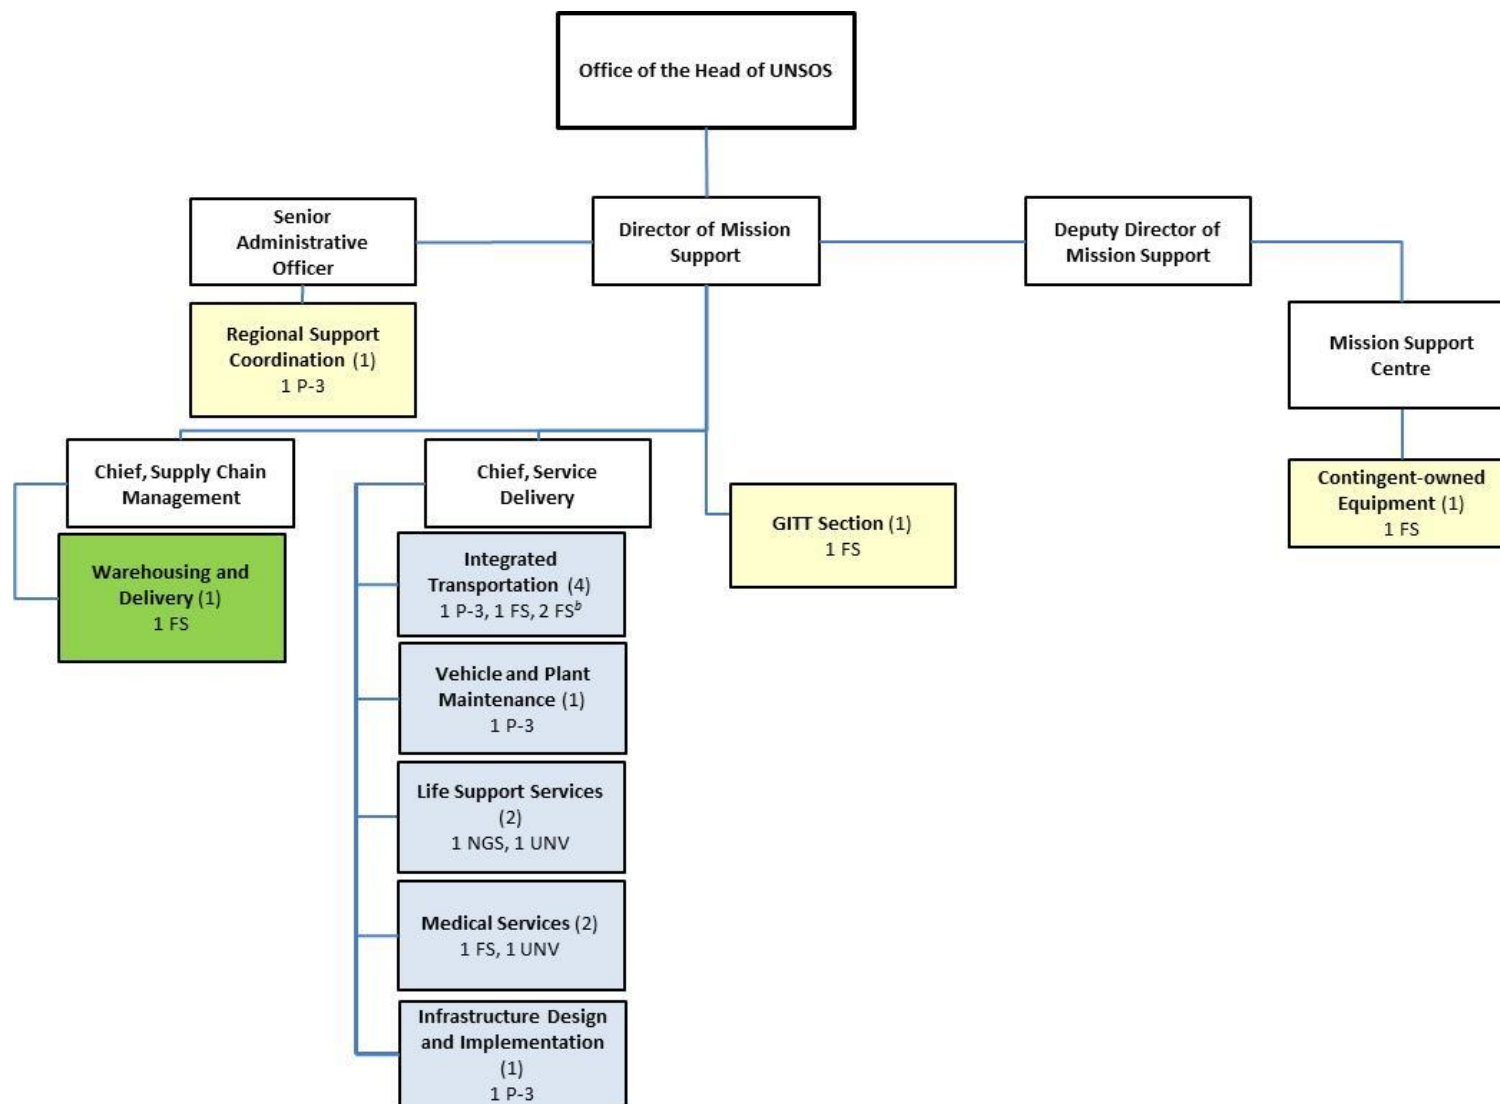 Office of the Head of UNSOS
Senior
Administrative
Officer
Director of Mission
Support
Deputy Director of
Mission Support
Regional Support
Coordination (1)
1 P-3
Mission Support
Centre
Chief, Supply Chain
Management
Chief, Service
Delivery
Contingent-owned
Equipment (1)
1 FS
GITT Section (1)
1 FS
Warehousing and
Delivery (1)
1 FS
Integrated
Transportation (4)
1 P-3, 1 FS, 2 FSᵇ
Vehicle and Plant
Maintenance (1)
1 P-3
Life Support Services
(2)
1 NGS, 1 UNV
Medical Services (2)
1 FS, 1 UNV
Infrastructure Design
and Implementation
(1)
1 P-3